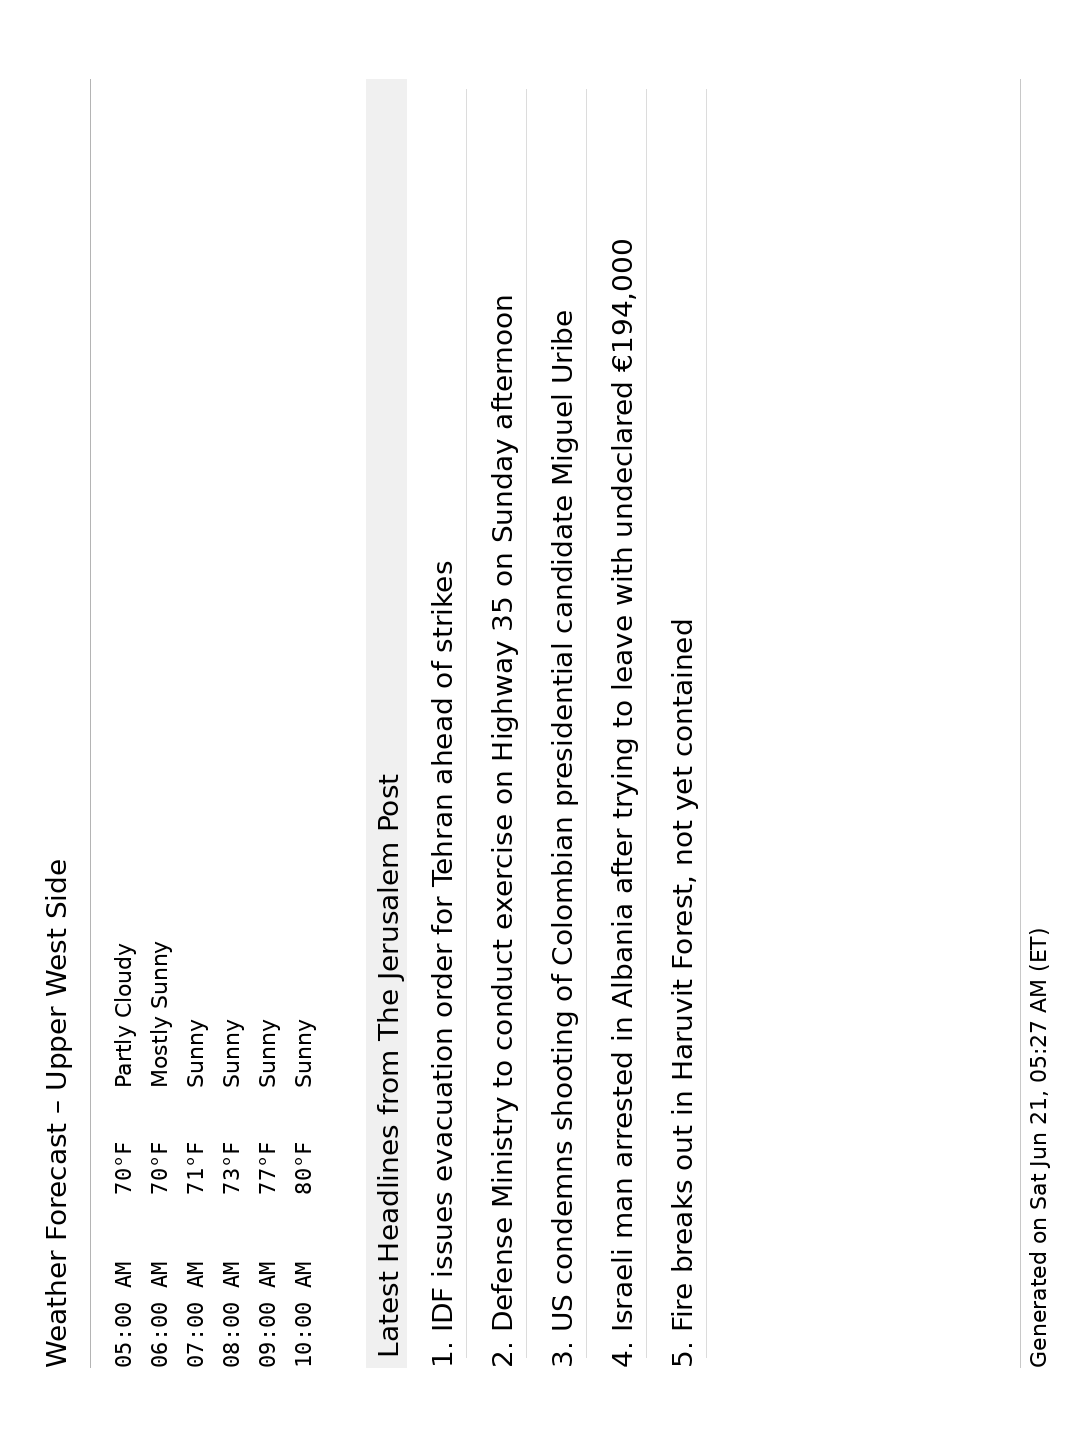 Weather Forecast – Upper West Side
05:00 AM 70°F Partly Cloudy
06:00 AM 70°F Mostly Sunny
07:00 AM 71°F Sunny
08:00 AM 73°F Sunny
09:00 AM 77°F Sunny
10:00 AM 80°F Sunny
Latest Headlines from The Jerusalem Post
1. IDF issues evacuation order for Tehran ahead of strikes
2. Defense Ministry to conduct exercise on Highway 35 on Sunday afternoon
3. US condemns shooting of Colombian presidential candidate Miguel Uribe
4. Israeli man arrested in Albania after trying to leave with undeclared €194,000
5. Fire breaks out in Haruvit Forest, not yet contained
Generated on Sat Jun 21, 05:27 AM (ET)